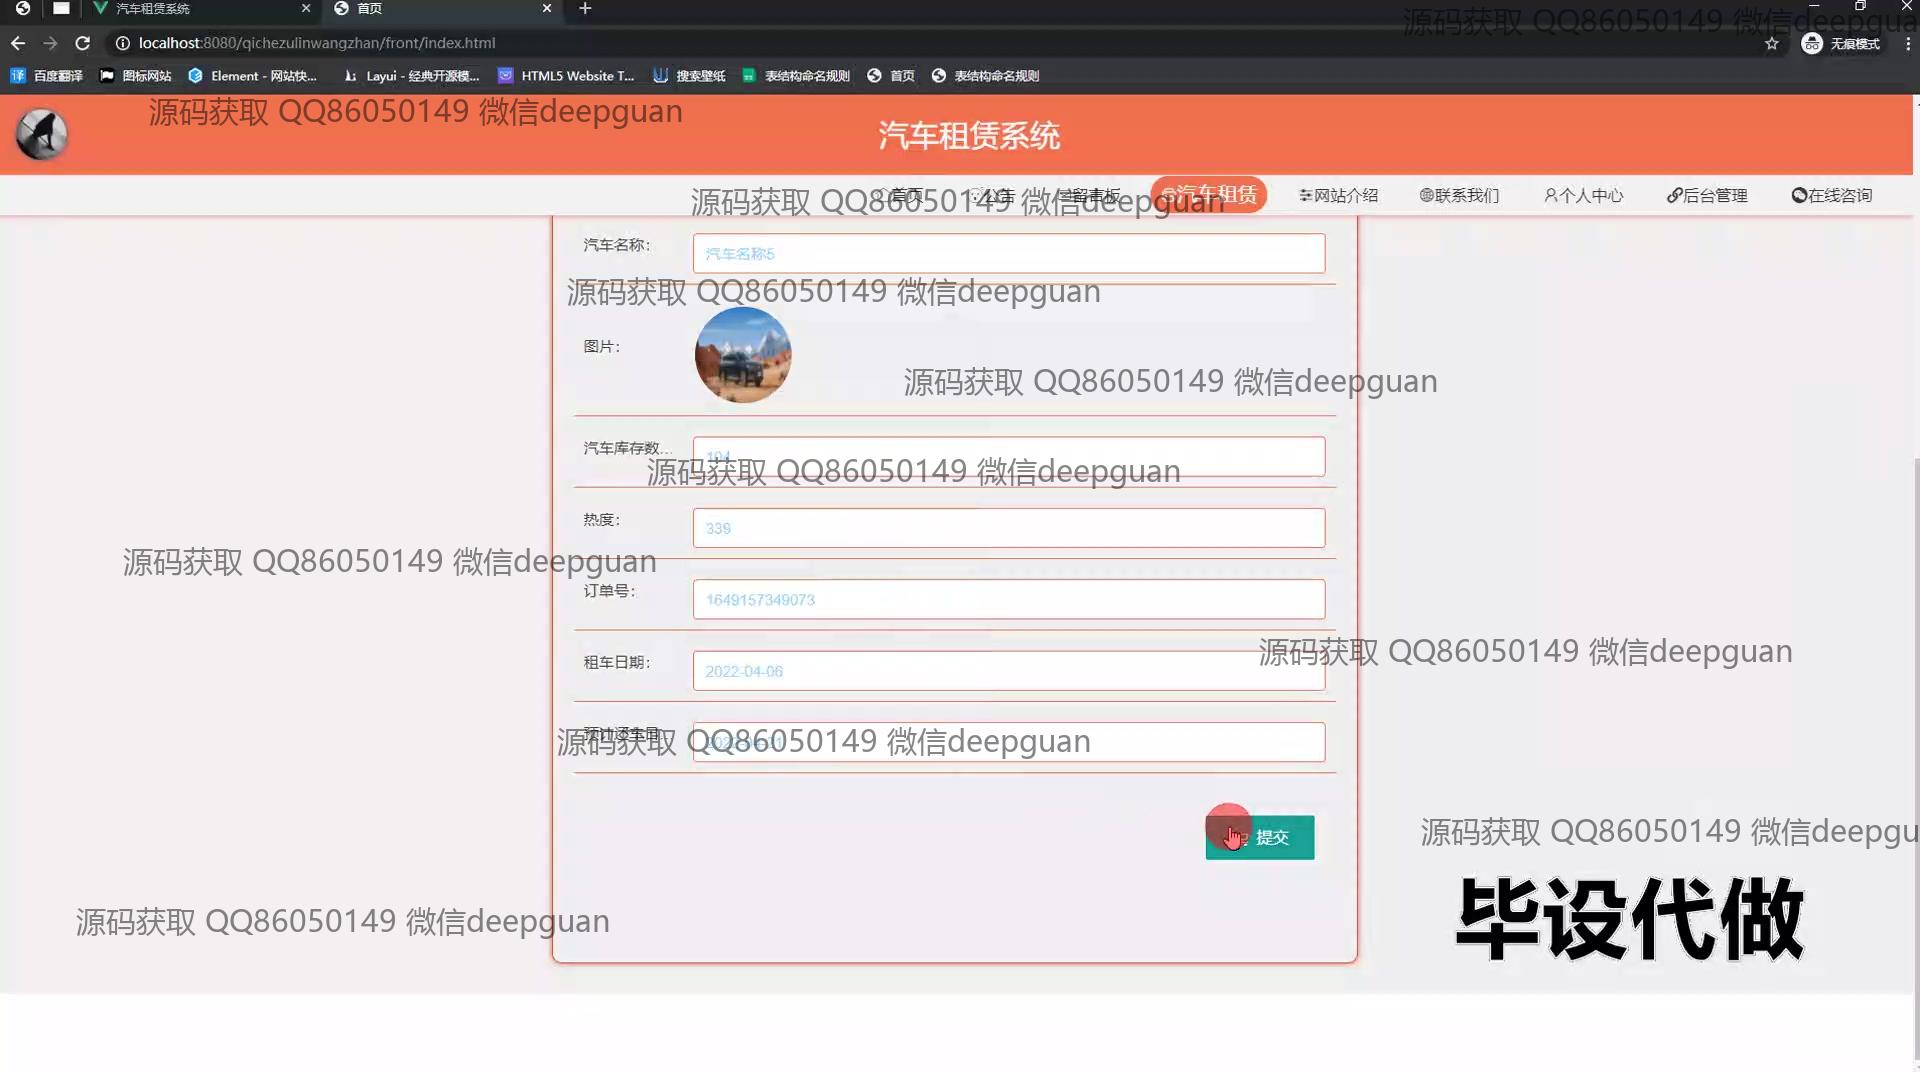 汽车租赁系统
首页
localhost:8080/qichezulinwangzhan/front/index.html
无痕模式
百度翻译
图标网站
Element - 网站快...
Layui - 经典开源模...
HTML5 Website T...
搜索壁纸
表结构命名规则
首页
表结构命名规则
源码获取 QQ86050149 微信deepgua
源码获取 QQ86050149 微信deepguan
汽车租赁系统
首页
公告
留言板
汽车租赁
网站介绍
联系我们
个人中心
后台管理
在线咨询
源码获取 QQ86050149 微信deepguan
汽车名称：
汽车名称5
源码获取 QQ86050149 微信deepguan
图片：
源码获取 QQ86050149 微信deepguan
汽车库存数...
104
源码获取 QQ86050149 微信deepguan
热度：
339
源码获取 QQ86050149 微信deepguan
订单号：
1649157349073
源码获取 QQ86050149 微信deepguan
租车日期：
2022-04-06
预计还车日
源码获取 QQ86050149 微信deepguan
提交
源码获取 QQ86050149 微信deepgu
毕设代做
源码获取 QQ86050149 微信deepguan